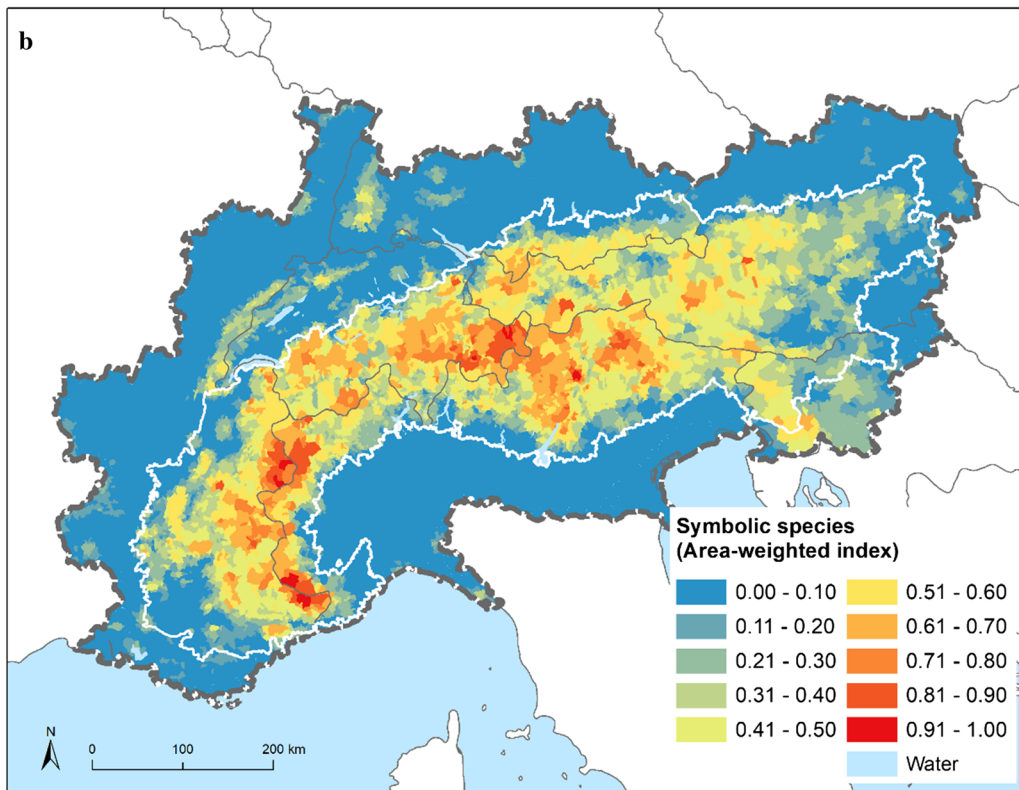 b
Symbolic species
(Area-weighted index)
0.00 - 0.10
0.51 - 0.60
0.11 - 0.20
0.61 - 0.70
0.21 - 0.30
0.71 - 0.80
0.31 - 0.40
0.81 - 0.90
0.41 - 0.50
0.91 - 1.00
Water
N
0 100 200 km